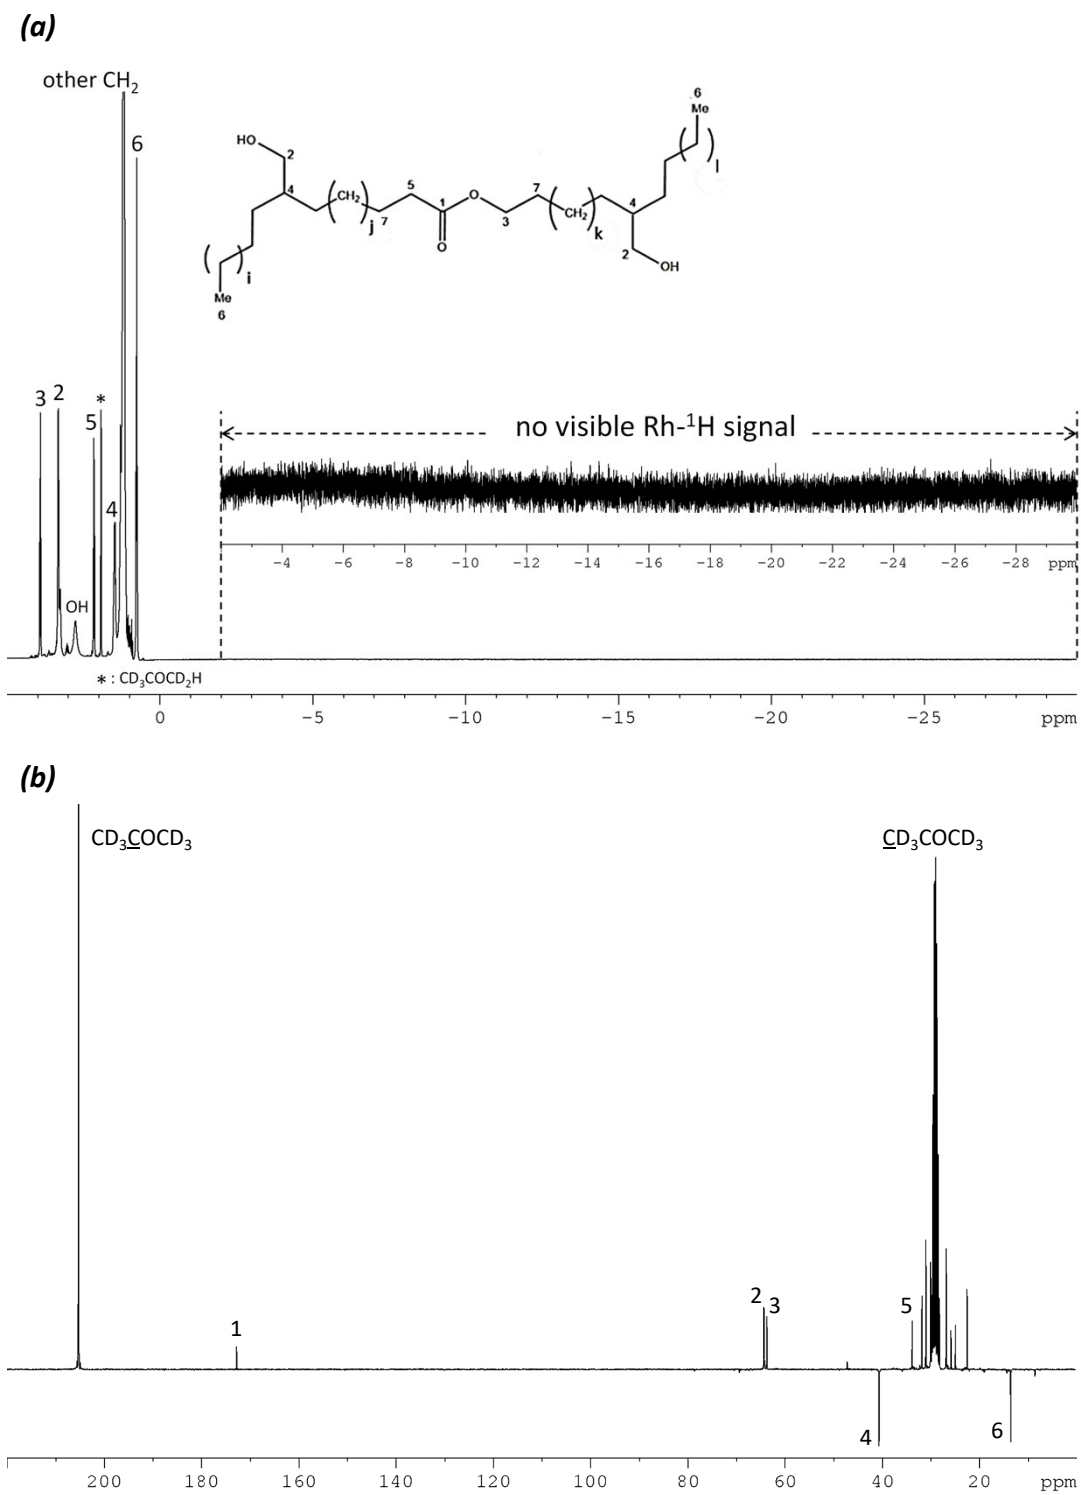 (a)
other CH2
6
6
Me
HO
2
l
4
(CH2)
5
1
O
7
4
j
7
3
(CH2)
k
O
2
OH
i
Me
6
3
2
*
5
no visible Rh-¹H signal
4
-4 -6 -8 -10 -12 -14 -16 -18 -20 -22 -24 -26 -28 ppm
OH
* : CD3COCD2H
0 -5 -10 -15 -20 -25 ppm
(b)
CD3COCD3
CD3COCD3
2
3
5
1
4
6
200 180 160 140 120 100 80 60 40 20 ppm